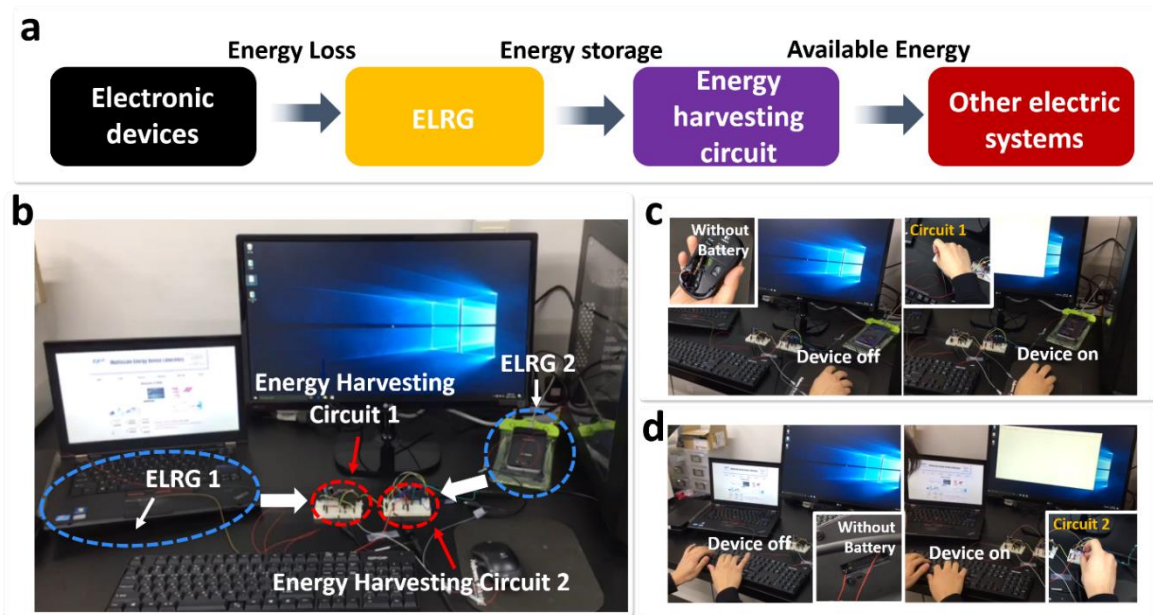 a
Energy Loss
Energy storage
Available Energy
Electronic
devices
ELRG
Energy
harvesting
circuit
Other electric
systems
b
ELRG 2
Energy Harvesting
Circuit 1
ELRG 1
Energy Harvesting Circuit 2
c
Without
Battery
Circuit 1
Device off
Device on
d
Device off
Without
Battery
Device on
Circuit 2